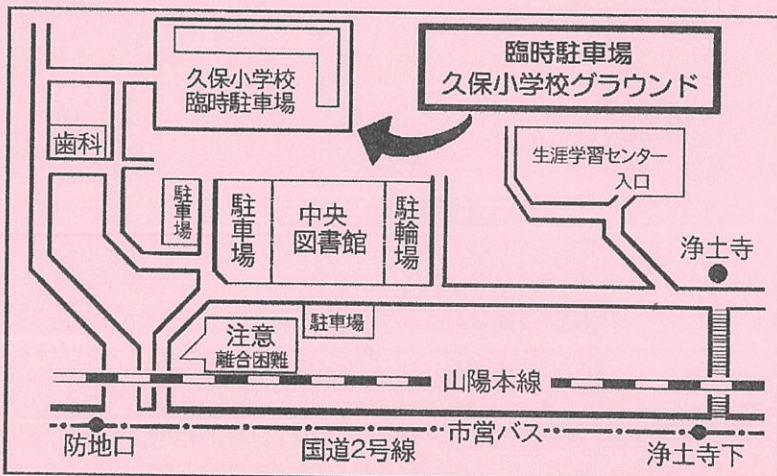 臨時駐車場
久保小学校グラウンド
久保小学校
臨時駐車場
歯科
生涯学習センター
入口
駐車場
駐車場
中央
図書館
駐輪場
浄土寺
注意
離合困難
駐車場
山陽本線
市営バス
防地口
国道2号線
浄土寺下